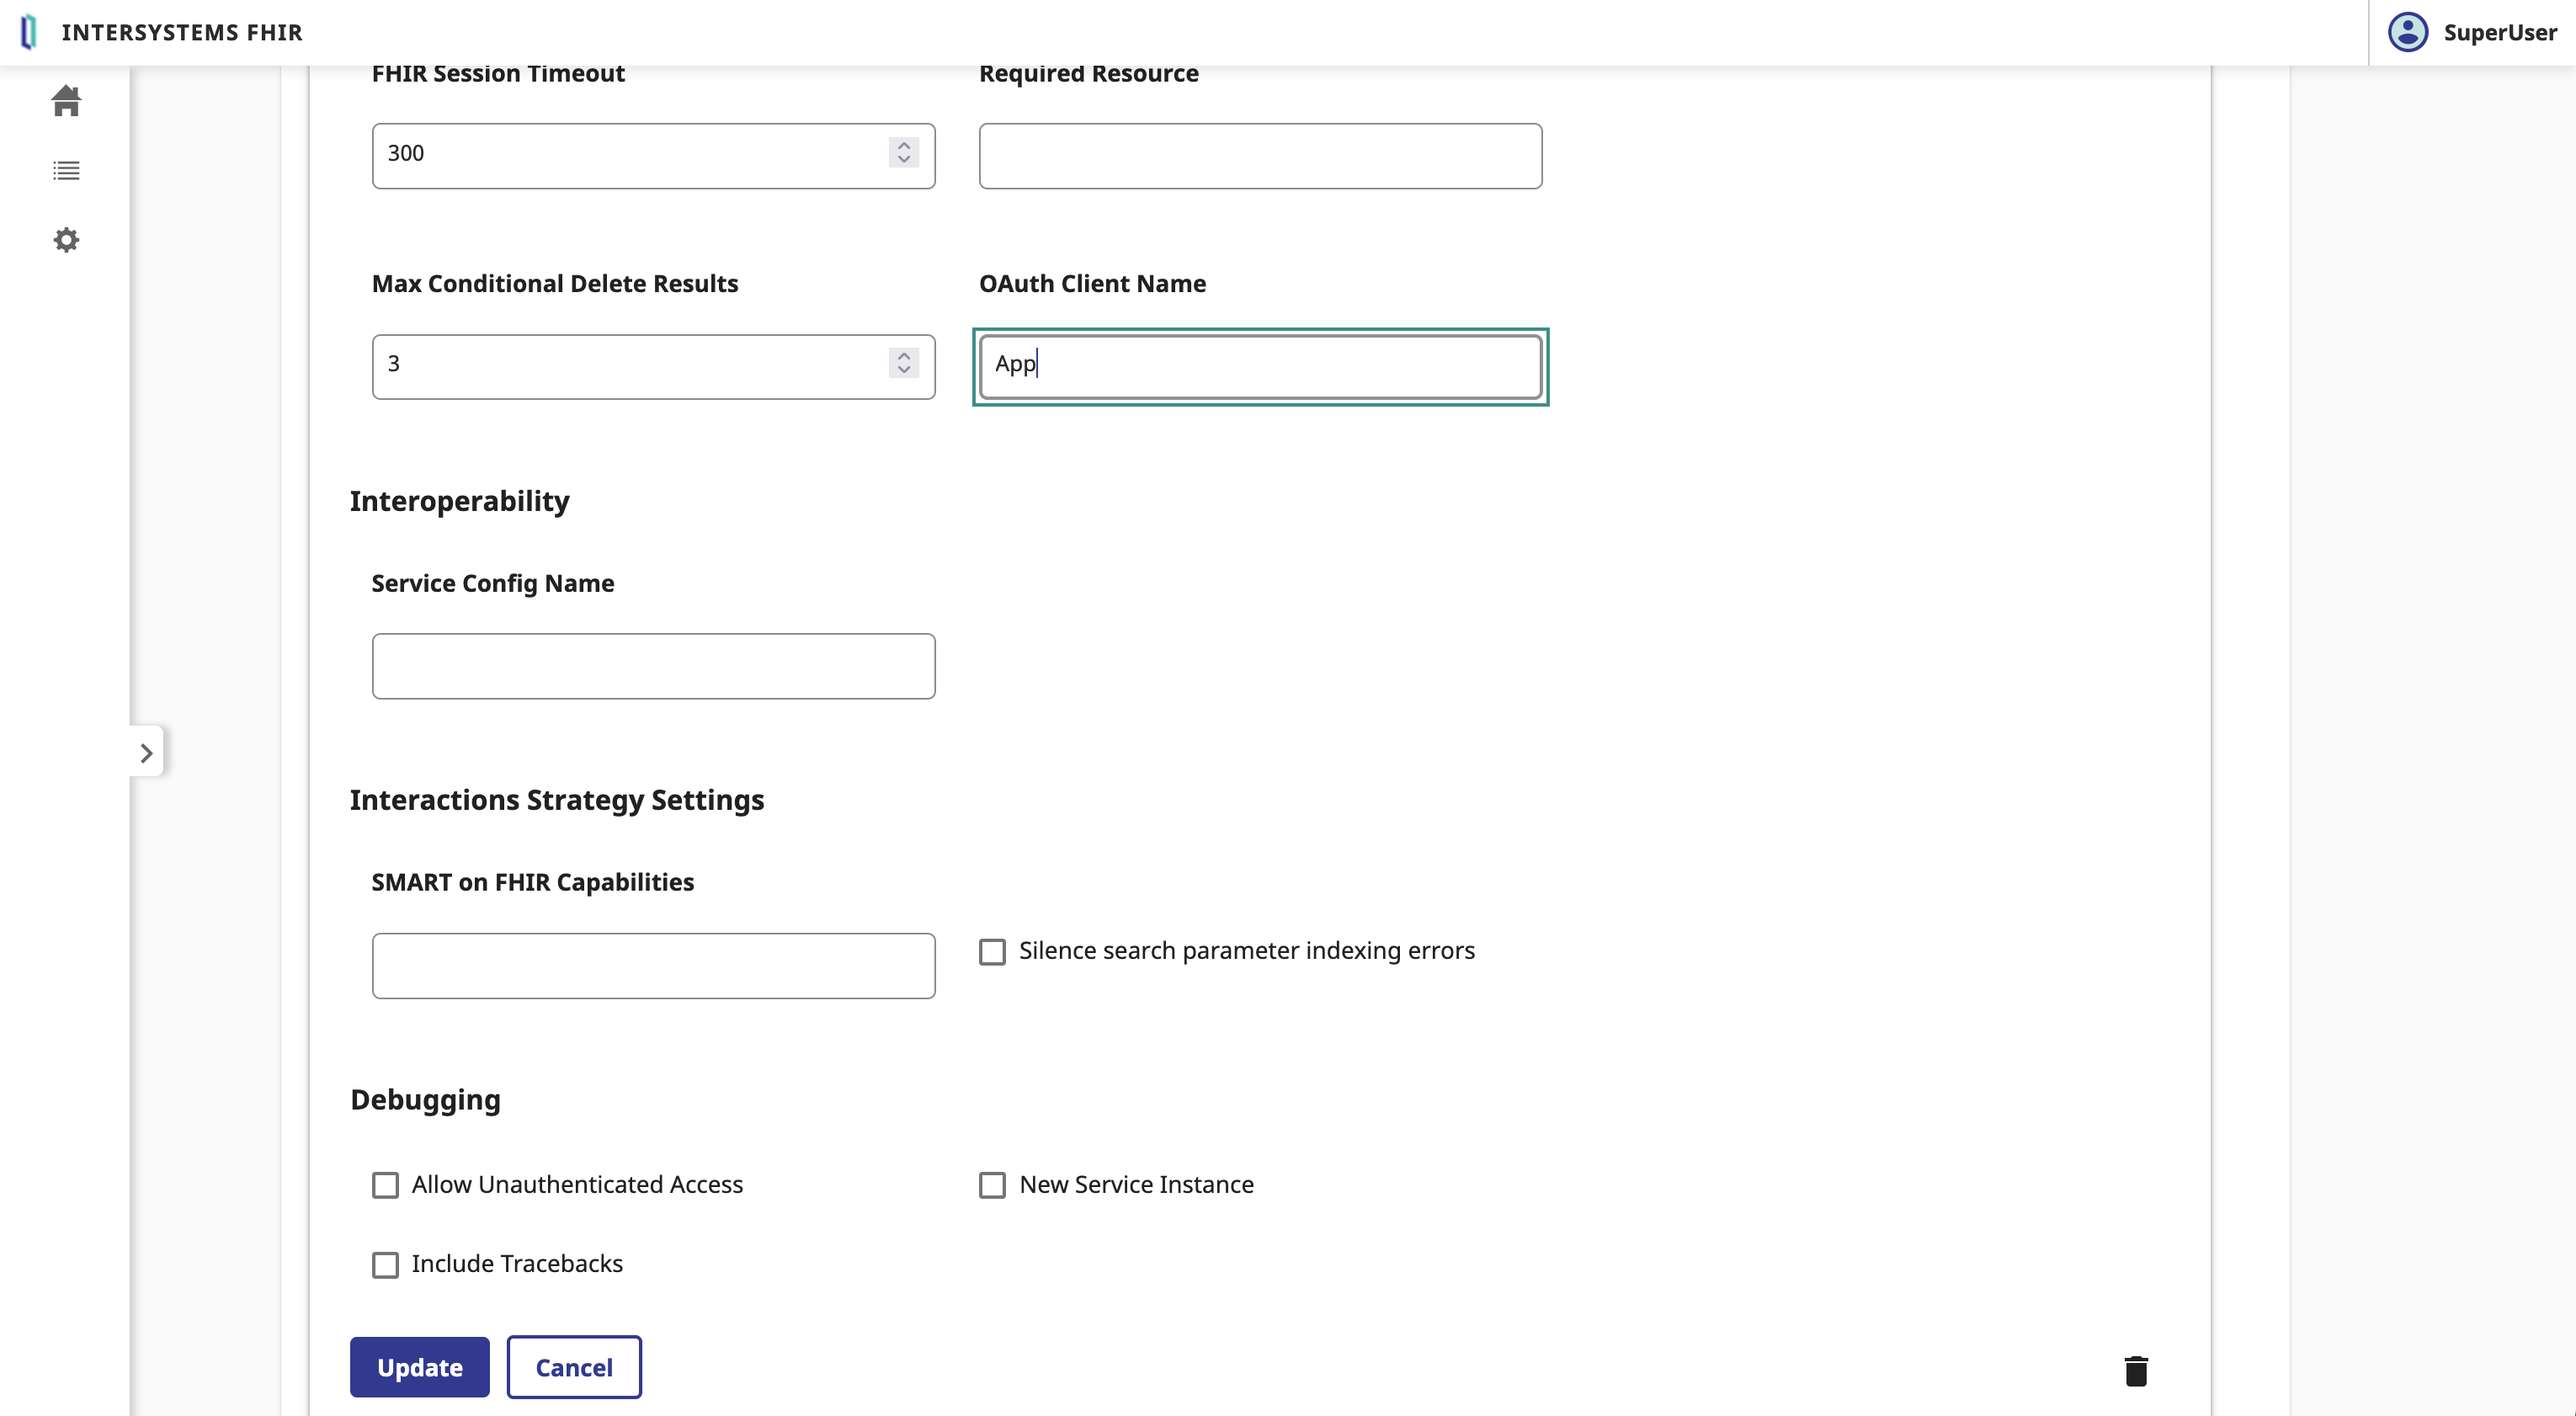 INTERSYSTEMS FHIR
SuperUser
FHIR Session Timeout
Required Resource
300
Max Conditional Delete Results
OAuth Client Name
3
App
Interoperability
Service Config Name
Interactions Strategy Settings
SMART on FHIR Capabilities
Silence search parameter indexing errors
Debugging
Allow Unauthenticated Access
New Service Instance
Include Tracebacks
Update
Cancel